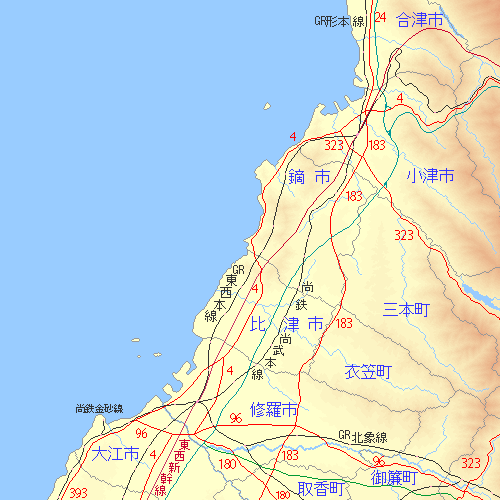 GR形本線
24
合津市
4
4
323
183
鏑市
小津市
183
323
GR東西本線
4
尚鉄
三本町
比津市
183
尚武本線
4
衣笠町
尚鉄金砂線
修羅市
96
96
GR北象線
大江市
東西新幹線
183
323
4
180
御簾町
393
取香町
180
96